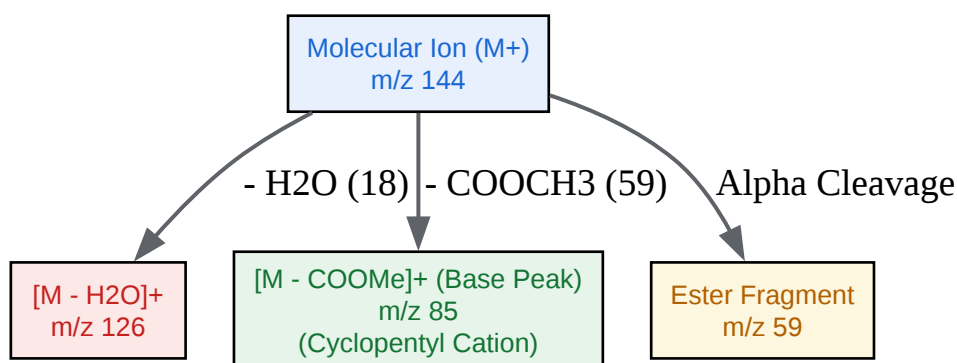 Molecular Ion (M+)
m/z 144
- H2O (18)
- COOCH3 (59)
Alpha Cleavage
[M - H2O]+
m/z 126
[M - COOMe]+ (Base Peak)
m/z 85
(Cyclopentyl Cation)
Ester Fragment
m/z 59